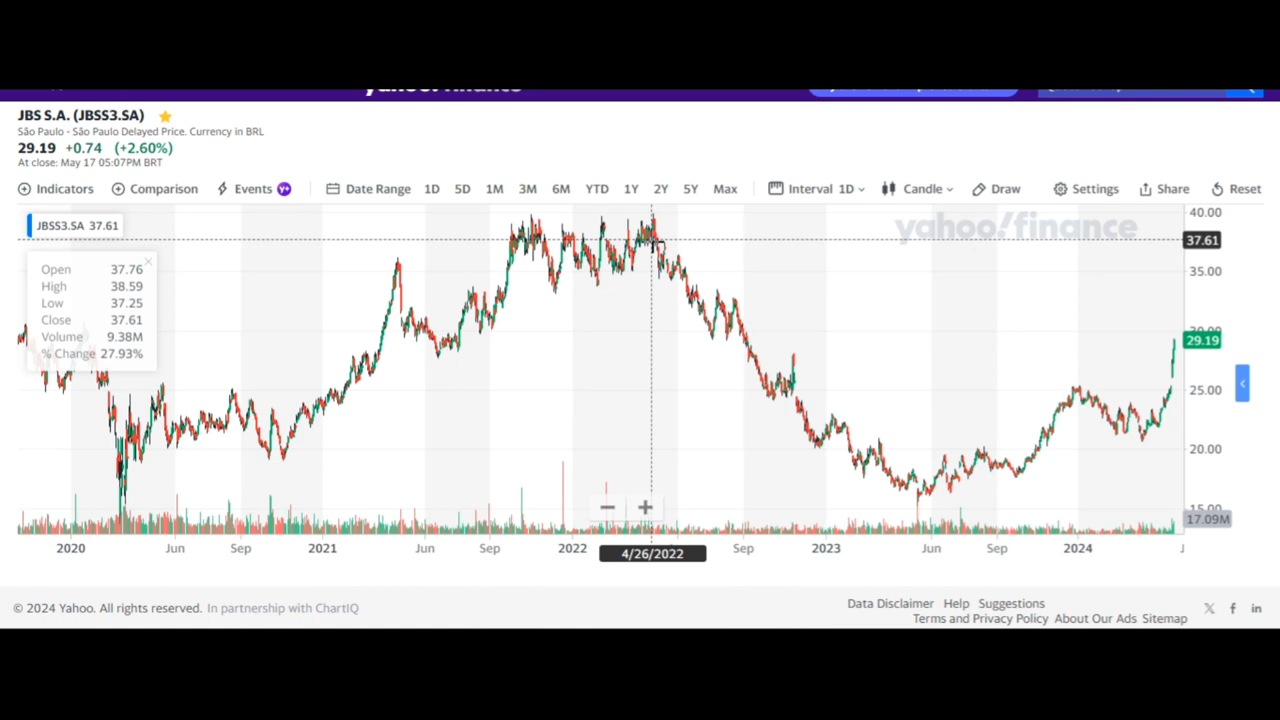 yahoo! finance
JBS S.A. (JBSS3.SA)
São Paulo - São Paulo Delayed Price. Currency in BRL
29.19 +0.74 (+2.60%)
At close: May 17 05:07PM BRT
Indicators Comparison Events Y+ Date Range 1D 5D 1M 3M 6M YTD 1Y 2Y 5Y Max Interval 1D Candle Draw Settings Share Reset
JBSS3.SA 37.61
yahoo!finance
Open 37.76
High 38.59
Low 37.25
Close 37.61
Volume 9.38M
% Change 27.93%
40.00
37.61
35.00
30.00
29.19
25.00
20.00
15.00
17.09M
2020 Jun Sep 2021 Jun Sep 2022 Sep 2023 Jun Sep 2024 J
4/26/2022
© 2024 Yahoo. All rights reserved. In partnership with ChartIQ
Data Disclaimer Help Suggestions
Terms and Privacy Policy About Our Ads Sitemap